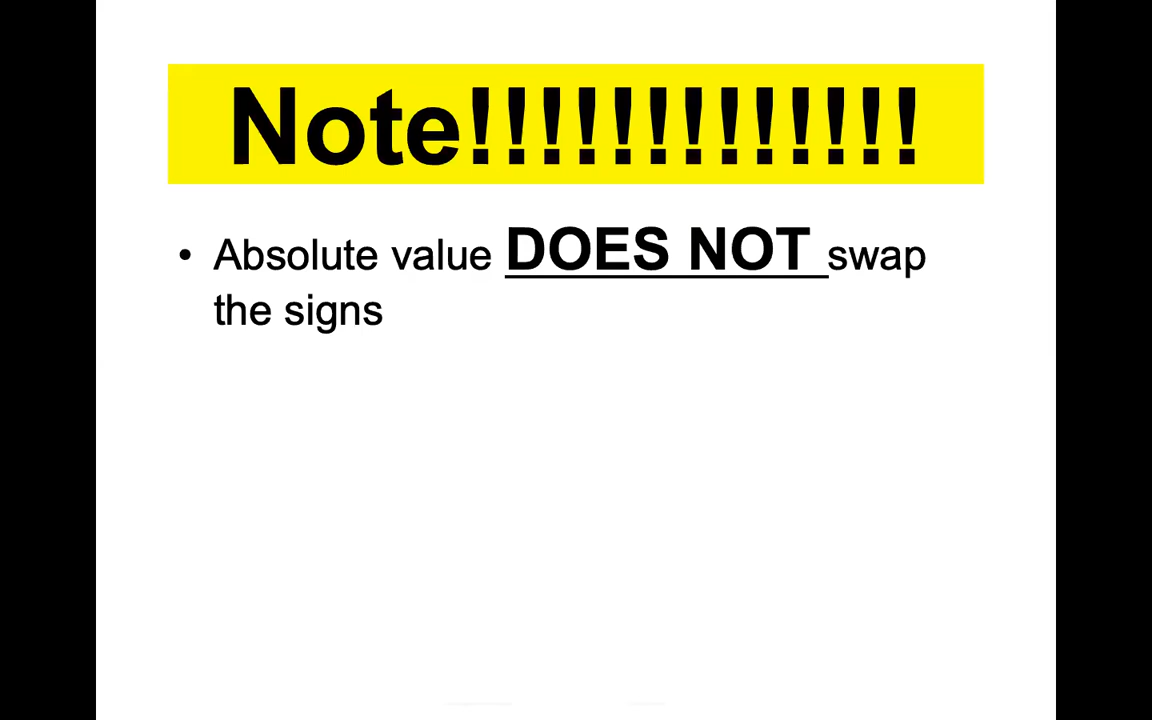 Note!!!!!!!!!!!!!
• Absolute value DOES NOT swap
the signs